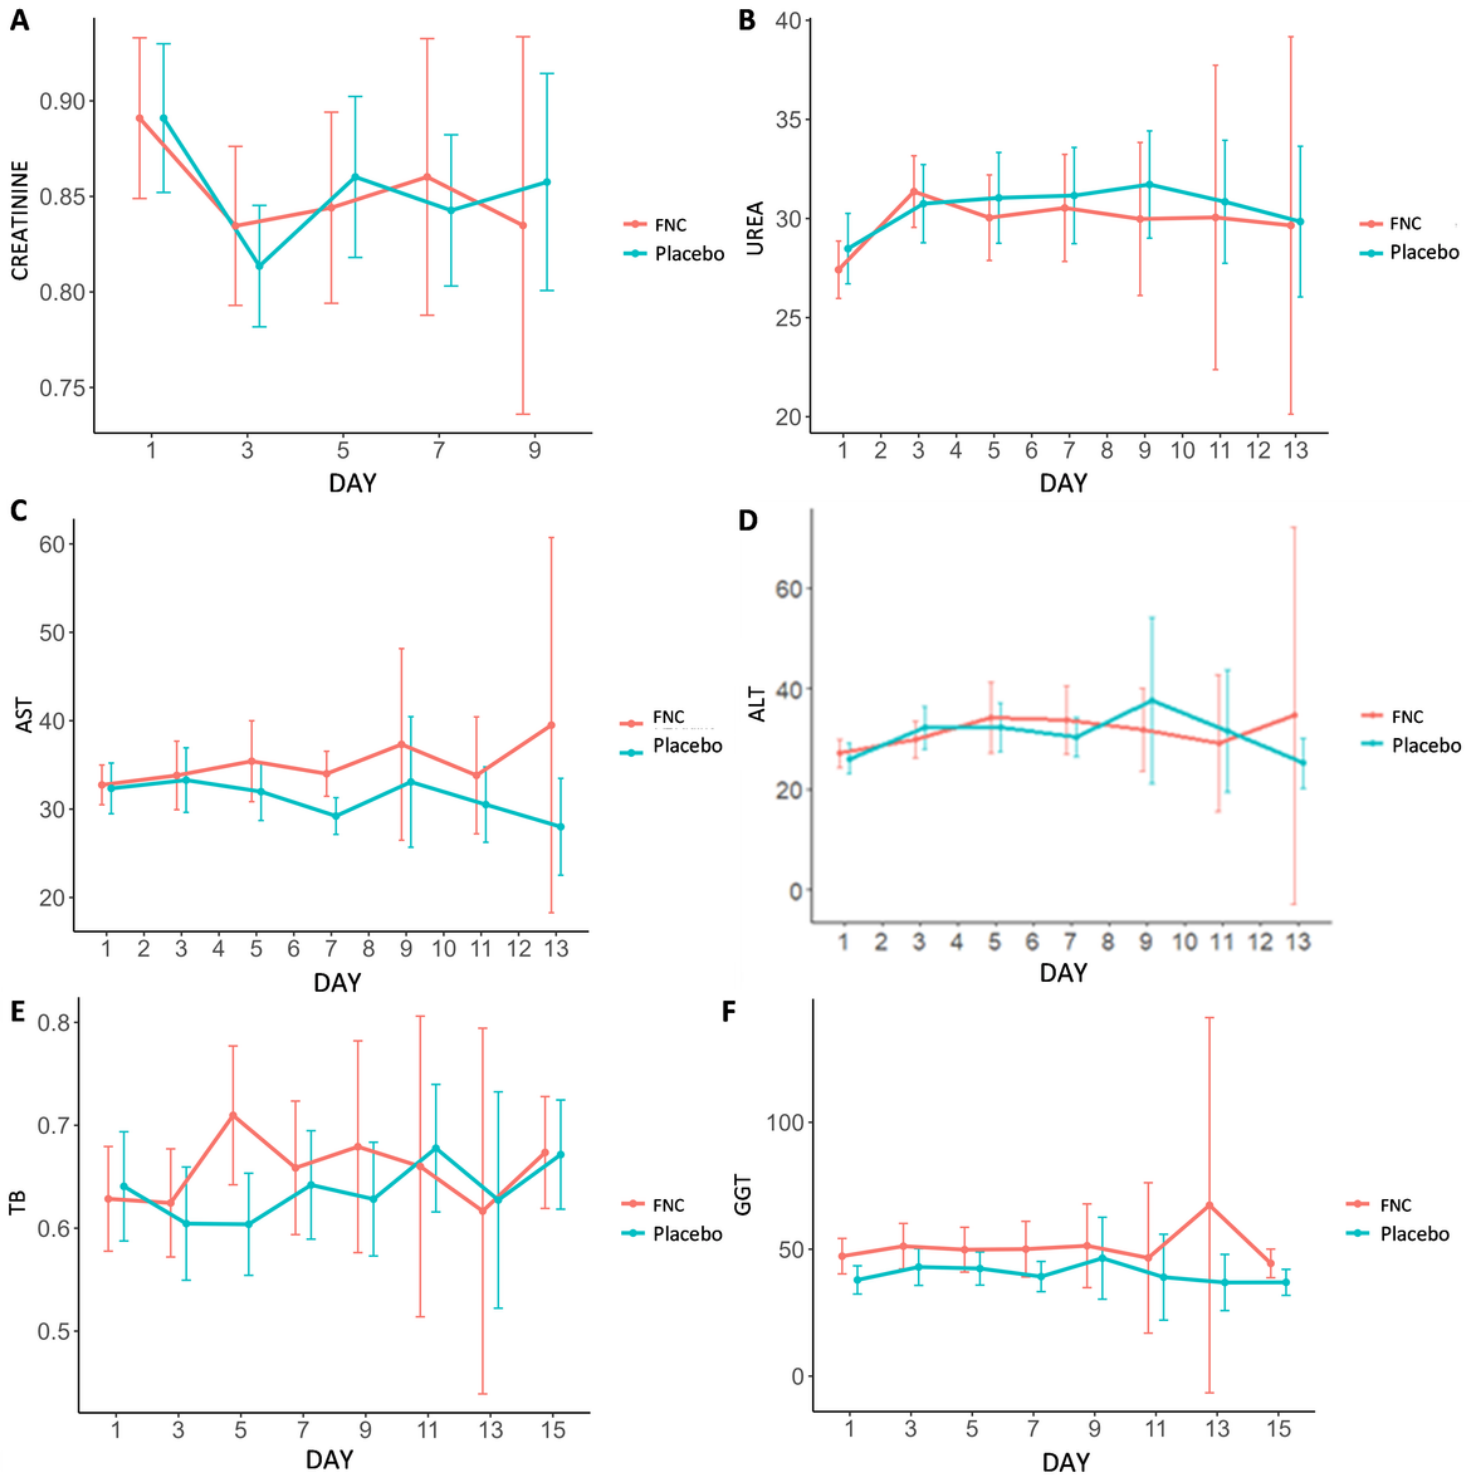 A
CREATININE
0.90
0.85
0.80
0.75
1 3 5 7 9
DAY
FNC
Placebo
B
UREA
40
35
30
25
20
1 2 3 4 5 6 7 8 9 10 11 12 13
DAY
FNC
Placebo
C
AST
60
50
40
30
20
1 2 3 4 5 6 7 8 9 10 11 12 13
DAY
FNC
Placebo
D
ALT
60
40
20
0
1 2 3 4 5 6 7 8 9 10 11 12 13
DAY
FNC
Placebo
E
TB
0.8
0.7
0.6
0.5
1 3 5 7 9 11 13 15
DAY
FNC
Placebo
F
GGT
100
50
0
1 3 5 7 9 11 13 15
DAY
FNC
Placebo